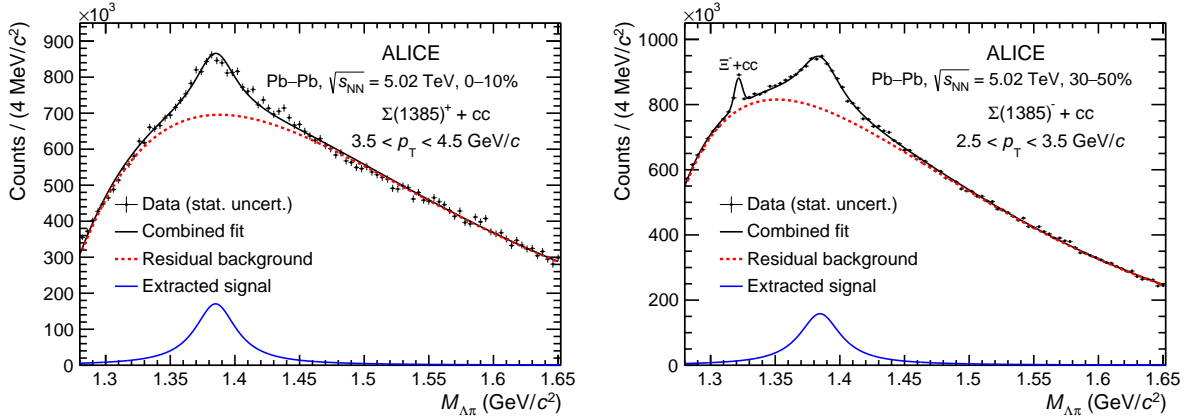 ×10³
900
800
700
600
500
400
300
200
100
0
Counts / (4 MeV/c²)
ALICE
Pb–Pb, √sNN = 5.02 TeV, 0–10%
Σ(1385)⁺ + cc
3.5 < pT < 4.5 GeV/c
Data (stat. uncert.)
Combined fit
Residual background
Extracted signal
1.3 1.35 1.4 1.45 1.5 1.55 1.6 1.65
MΛπ (GeV/c²)
×10³
1000
800
600
400
200
0
Counts / (4 MeV/c²)
ALICE
Ξ⁻+cc
Pb–Pb, √sNN = 5.02 TeV, 30–50%
Σ(1385)⁻ + cc
2.5 < pT < 3.5 GeV/c
Data (stat. uncert.)
Combined fit
Residual background
Extracted signal
1.3 1.35 1.4 1.45 1.5 1.55 1.6 1.65
MΛπ (GeV/c²)